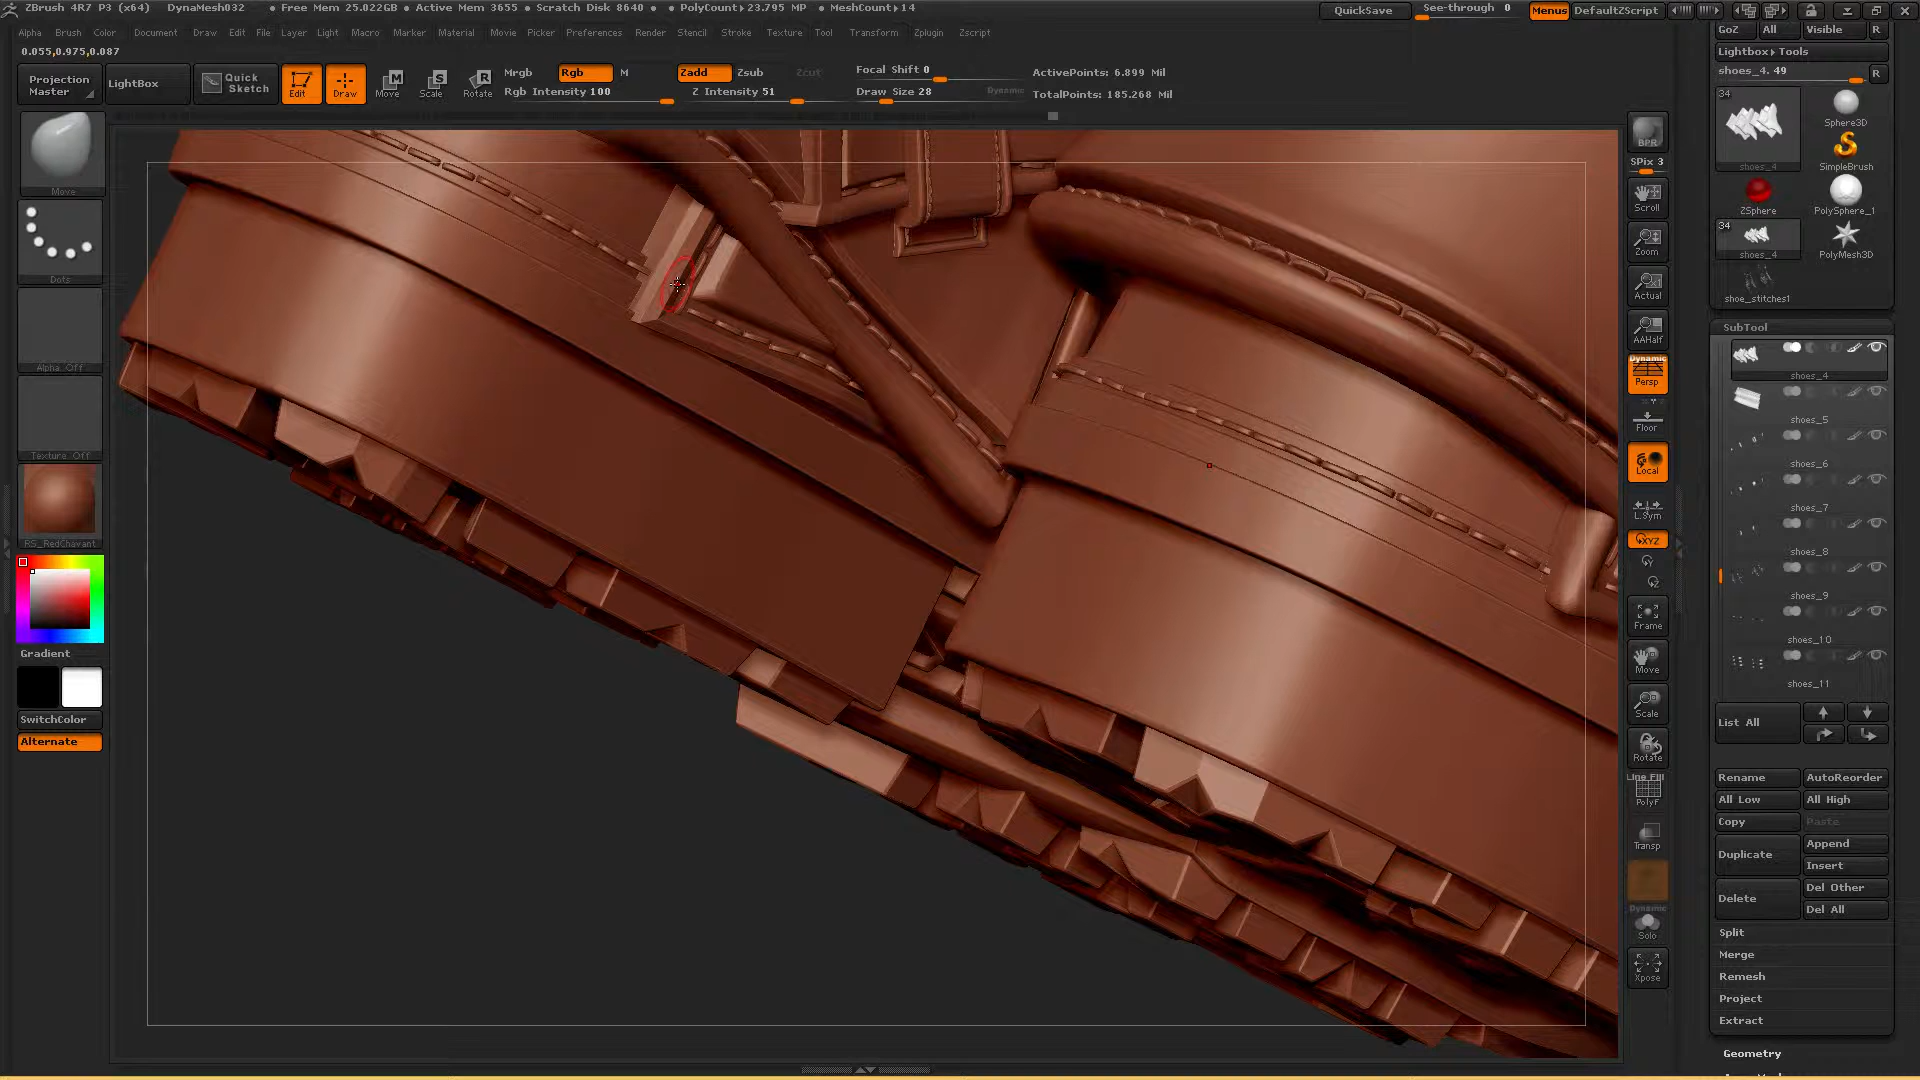 ZBrush 4R7 P3 (x64) DynaMesh032 • Free Mem 25.022GB • Active Mem 3655 • Scratch Disk 8640 • PolyCount▸ 23.795 MP • MeshCount▸ 14
QuickSave
See-through 0
Menus
DefaultZScript
Alpha Brush Color Document Draw Edit File Layer Light Macro Marker Material Movie Picker Preferences Render Stencil Stroke Texture Tool Transform Zplugin Zscript
0.055,0.975,0.087
Projection
Master
LightBox
Quick
Sketch
Edit
Draw
Move
Scale
Rotate
Mrgb
Rgb
M
Rgb Intensity 100
Zadd
Zsub
Zcut
Z Intensity 51
Focal Shift 0
Draw Size 28
Dynamic
ActivePoints: 6.899 Mil
TotalPoints: 185.268 Mil
Move
Dots
Alpha Off
Texture Off
RS_RedChavant
Gradient
SwitchColor
Alternate
BPR
SPix 3
Scroll
Zoom
Actual
AAHalf
Dynamic
Persp
Floor
Local
L.Sym
XYZ
Frame
Move
Scale
Rotate
Line Fill
PolyF
Transp
Dynamic
Solo
Xpose
GoZ
All
Visible
R
Lightbox▸ Tools
shoes_4. 49
R
34
shoes_4
Sphere3D
SimpleBrush
ZSphere
PolySphere_1
34
shoes_4
PolyMesh3D
shoe_stitches1
SubTool
shoes_4
shoes_5
shoes_6
shoes_7
shoes_8
shoes_9
shoes_10
shoes_11
List All
Rename
AutoReorder
All Low
All High
Copy
Paste
Duplicate
Append
Insert
Delete
Del Other
Del All
Split
Merge
Remesh
Project
Extract
Geometry